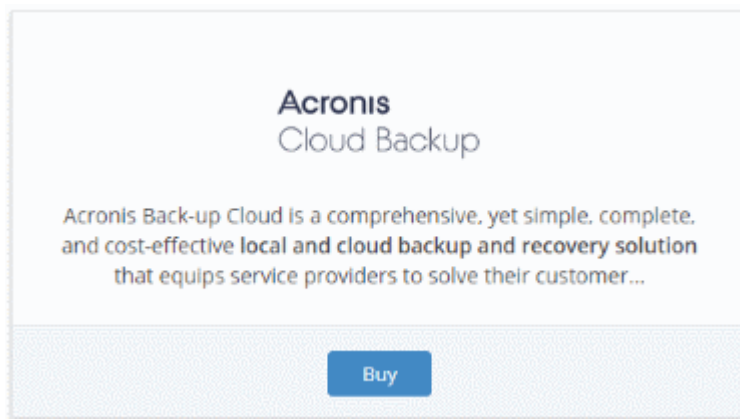 Acronis
Cloud Backup
Acronis Back-up Cloud is a comprehensive, yet simple, complete,
and cost-effective local and cloud backup and recovery solution
that equips service providers to solve their customer...
Buy